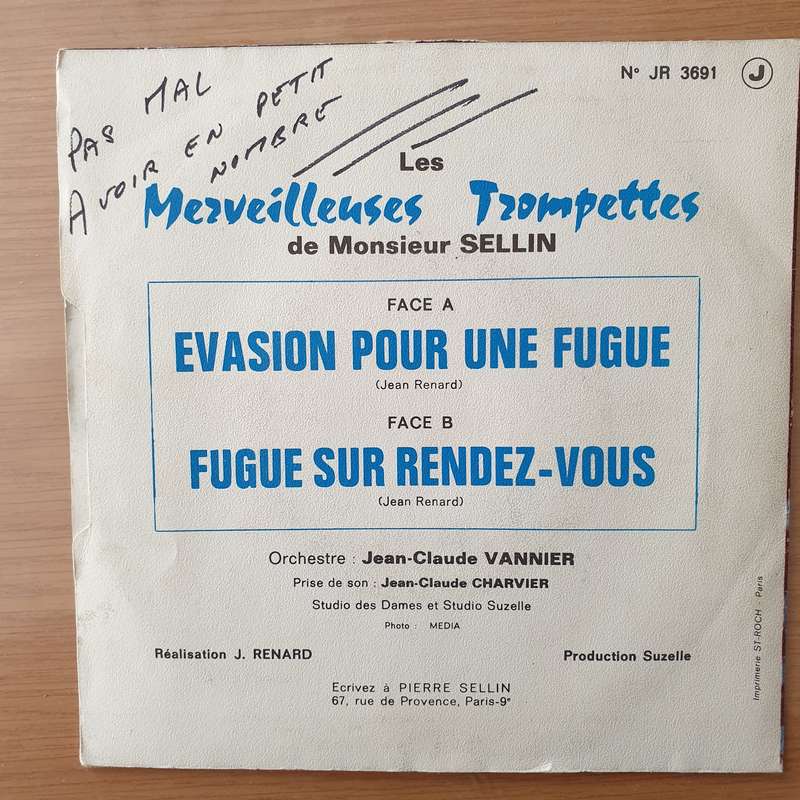 PAS MAL
AVOIR EN PETIT
NOMBRE
N° JR 3691 J
Les
Merveilleuses Trompettes
de Monsieur SELLIN
FACE A
EVASION POUR UNE FUGUE
(Jean Renard)
FACE B
FUGUE SUR RENDEZ-VOUS
(Jean Renard)
Orchestre : Jean-Claude VANNIER
Prise de son : Jean-Claude CHARVIER
Studio des Dames et Studio Suzelle
Photo : MEDIA
Réalisation J. RENARD
Production Suzelle
Ecrivez à PIERRE SELLIN
67, rue de Provence, Paris-9e
Imprimerie ST-ROCH - Paris